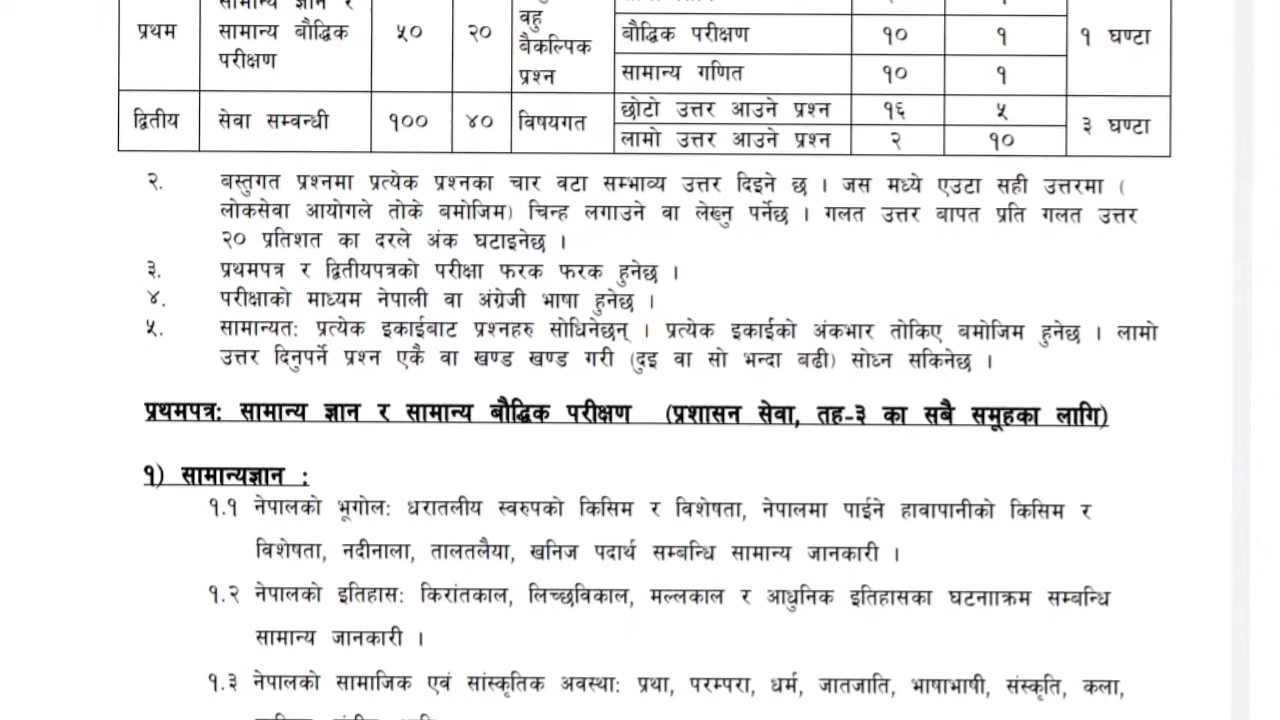 सामान्य ज्ञान र
प्रथम सामान्य बौद्धिक ५० २० वहु बौद्धिक परीक्षण १० १ १ घण्टा
परीक्षण बैकल्पिक
प्रश्न सामान्य गणित १० १
द्वितीय सेवा सम्वन्धी १०० ४० विषयगत छोटो उत्तर आउने प्रश्न १६ ५ ३ घण्टा
लामो उत्तर आउने प्रश्न २ १०
२. बस्तुगत प्रश्नमा प्रत्येक प्रश्नका चार वटा सम्भाव्य उत्तर दिइने छ । जस मध्ये एउटा सही उत्तरमा (
लोकसेवा आयोगले तोके बमोजिम) चिन्ह लगाउने वा लेख्नु पर्नेछ । गलत उत्तर बापत प्रति गलत उत्तर
२० प्रतिशत का दरले अंक घटाइनेछ ।
३. प्रथमपत्र र द्वितीयपत्रको परीक्षा फरक फरक हुनेछ ।
४. परीक्षाको माध्यम नेपाली वा अंग्रेजी भाषा हुनेछ ।
५. सामान्यत: प्रत्येक इकाईबाट प्रश्नहरु सोधिनेछन् । प्रत्येक इकाईको अंकभार तोकिए बमोजिम हुनेछ । लामो
उत्तर दिनुपर्ने प्रश्न एकै वा खण्ड खण्ड गरी (दुइ वा सो भन्दा बढी) सोध्न सकिनेछ ।
प्रथमपत्र: सामान्य ज्ञान र सामान्य बौद्धिक परीक्षण (प्रशासन सेवा, तह-३ का सबै समूहका लागि)
१) सामान्यज्ञान :
१.१ नेपालको भूगोल: धरातलीय स्वरुपको किसिम र विशेषता, नेपालमा पाईने हावापानीको किसिम र
विशेषता, नदीनाला, तालतलैया, खनिज पदार्थ सम्बन्धि सामान्य जानकारी ।
१.२ नेपालको इतिहास: किरांतकाल, लिच्छविकाल, मल्लकाल र आधुनिक इतिहासका घटनााक्रम सम्बन्धि
सामान्य जानकारी ।
१.३ नेपालको सामाजिक एवं सांस्कृतिक अवस्था: प्रथा, परम्परा, धर्म, जातजाति, भाषाभाषी, संस्कृति, कला,